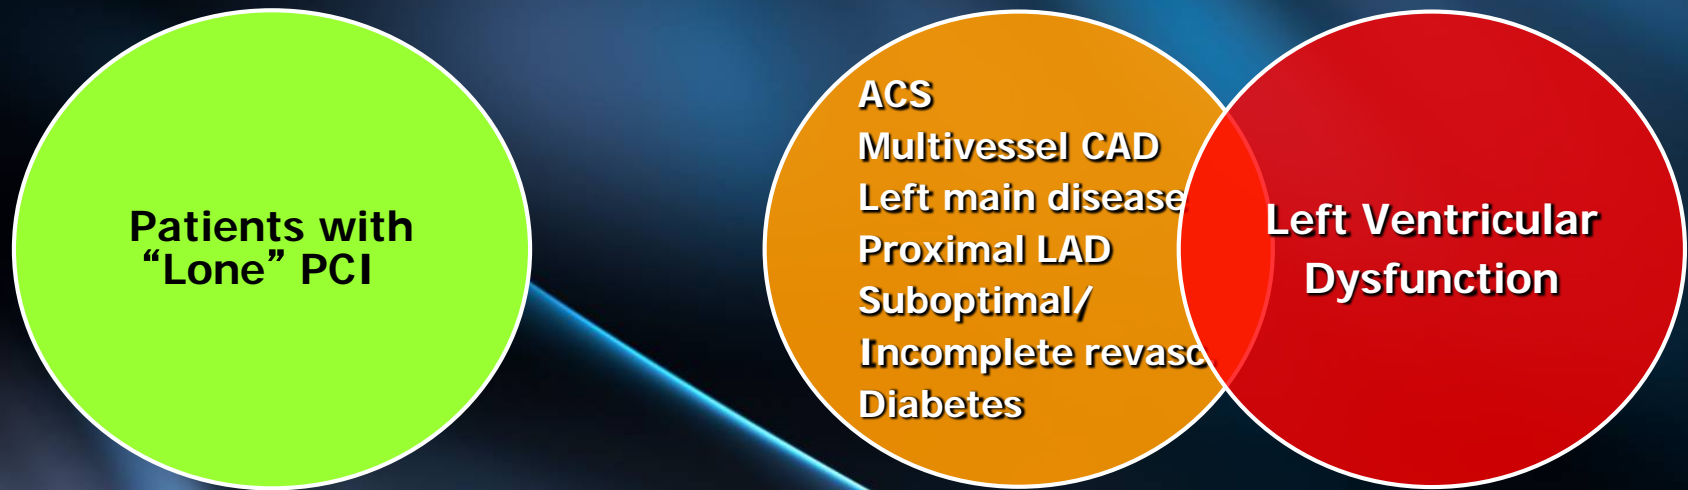 Patients with
“Lone” PCI
ACS
Multivessel CAD
Left main disease
Proximal LAD
Suboptimal/
Incomplete revasc.
Diabetes
Left Ventricular
Dysfunction